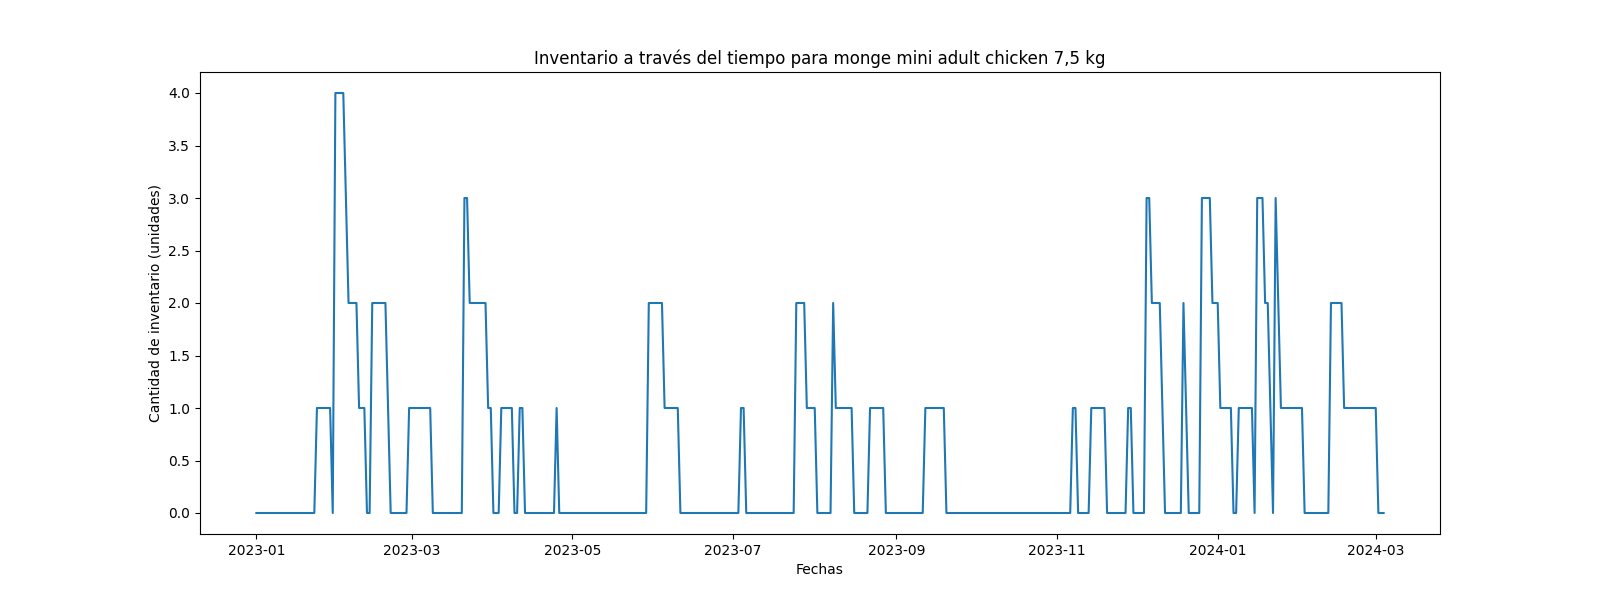 Inventario a través del tiempo para monge mini adult chicken 7,5 kg
Cantidad de inventario (unidades)
4.0
3.5
3.0
2.5
2.0
1.5
1.0
0.5
0.0
2023-01 2023-03 2023-05 2023-07 2023-09 2023-11 2024-01 2024-03
Fechas